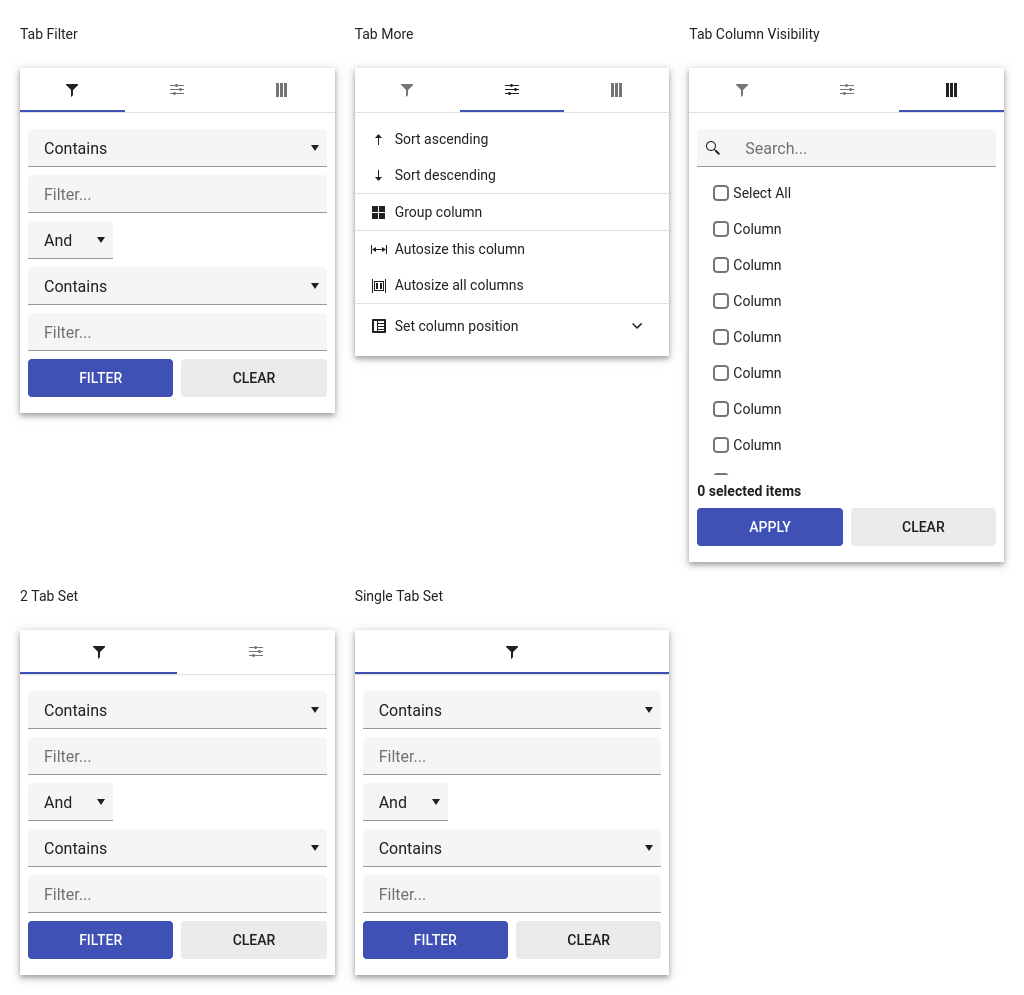 Tab Filter
Contains
Filter...
And
Contains
Filter...
FILTER CLEAR
Tab More
Sort ascending
Sort descending
Group column
Autosize this column
Autosize all columns
Set column position
Tab Column Visibility
Search...
Select All
Column
Column
Column
Column
Column
Column
Column
0 selected items
APPLY CLEAR
2 Tab Set
Contains
Filter...
And
Contains
Filter...
FILTER CLEAR
Single Tab Set
Contains
Filter...
And
Contains
Filter...
FILTER CLEAR